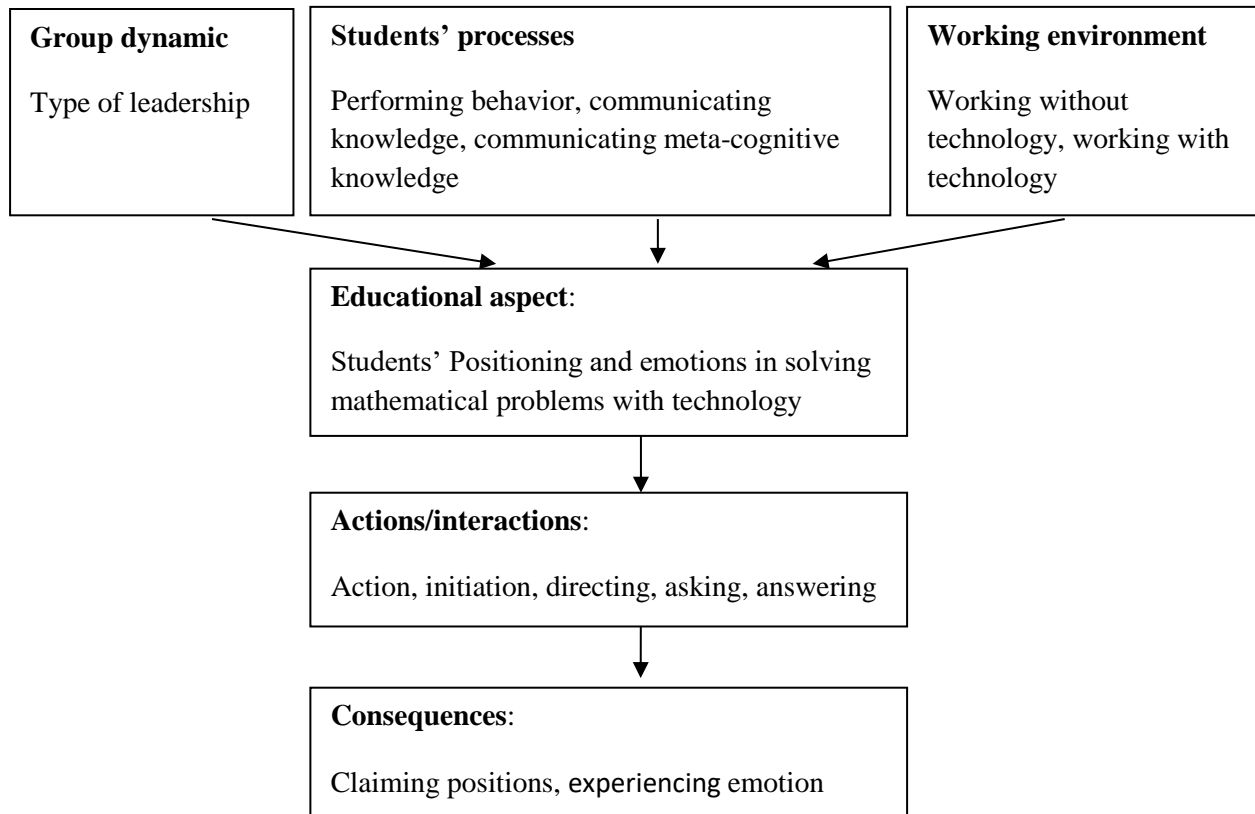 Group dynamic
Type of leadership
Students’ processes
Performing behavior, communicating
knowledge, communicating meta-cognitive
knowledge
Working environment
Working without
technology, working with
technology
Educational aspect:
Students’ Positioning and emotions in solving
mathematical problems with technology
Actions/interactions:
Action, initiation, directing, asking, answering
Consequences:
Claiming positions, experiencing emotion